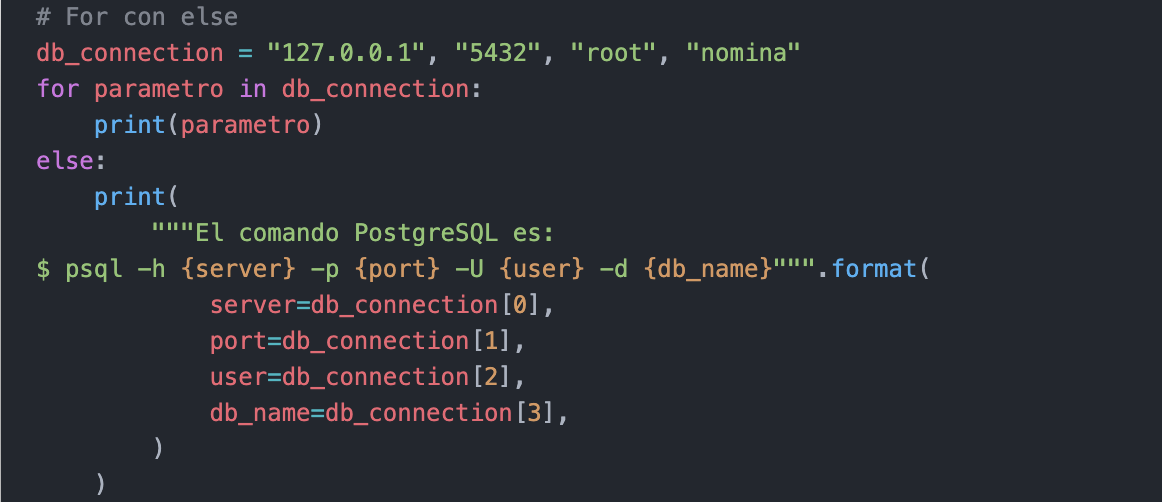 # For con else
db_connection = "127.0.0.1", "5432", "root", "nomina"
for parametro in db_connection:
    print(parametro)
else:
    print(
        """El comando PostgreSQL es:
$ psql -h {server} -p {port} -U {user} -d {db_name}""".format(
            server=db_connection[0],
            port=db_connection[1],
            user=db_connection[2],
            db_name=db_connection[3],
        )
    )